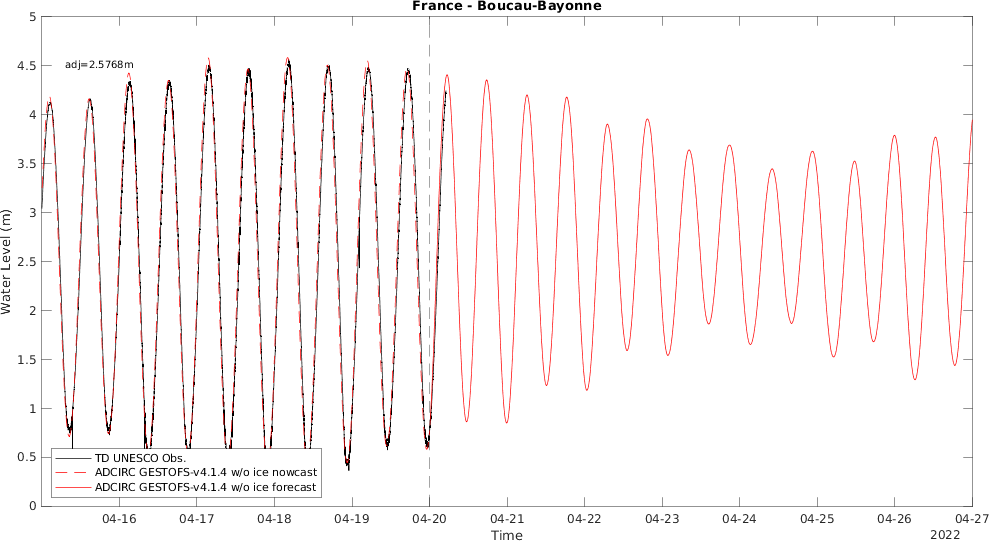 France - Boucau-Bayonne
5
4.5
4
3.5
3
2.5
2
1.5
1
0.5
0
Water Level (m)
adj=2.5768m
TD UNESCO Obs.
ADCIRC GESTOFS-v4.1.4 w/o ice nowcast
ADCIRC GESTOFS-v4.1.4 w/o ice forecast
04-16 04-17 04-18 04-19 04-20 04-21 04-22 04-23 04-24 04-25 04-26 04-27
Time
2022